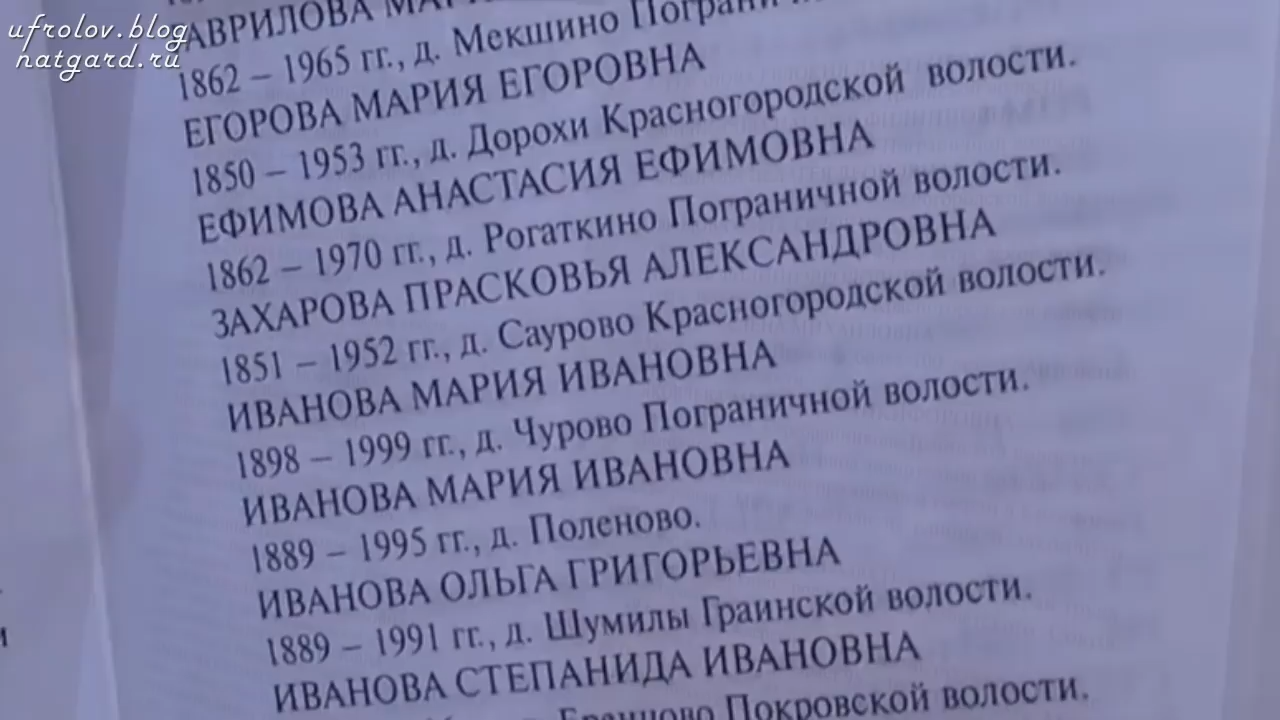 ufrolov.blog
natgard.ru
ГАВРИЛОВА
1862 – 1965 гг., д. Мекшино
ЕГОРОВА МАРИЯ ЕГОРОВНА
1850 – 1953 гг., д. Дорохи Красногородской волости.
ЕФИМОВА АНАСТАСИЯ ЕФИМОВНА
1862 – 1970 гг., д. Рогаткино Пограничной волости.
ЗАХАРОВА ПРАСКОВЬЯ АЛЕКСАНДРОВНА
1851 – 1952 гг., д. Саурово Красногородской волости.
ИВАНОВА МАРИЯ ИВАНОВНА
1898 – 1999 гг., д. Чурово Пограничной волости.
ИВАНОВА МАРИЯ ИВАНОВНА
1889 – 1995 гг., д. Поленово.
ИВАНОВА ОЛЬГА ГРИГОРЬЕВНА
1889 – 1991 гг., д. Шумилы Граинской волости.
ИВАНОВА СТЕПАНИДА ИВАНОВНА
Покровской волости.